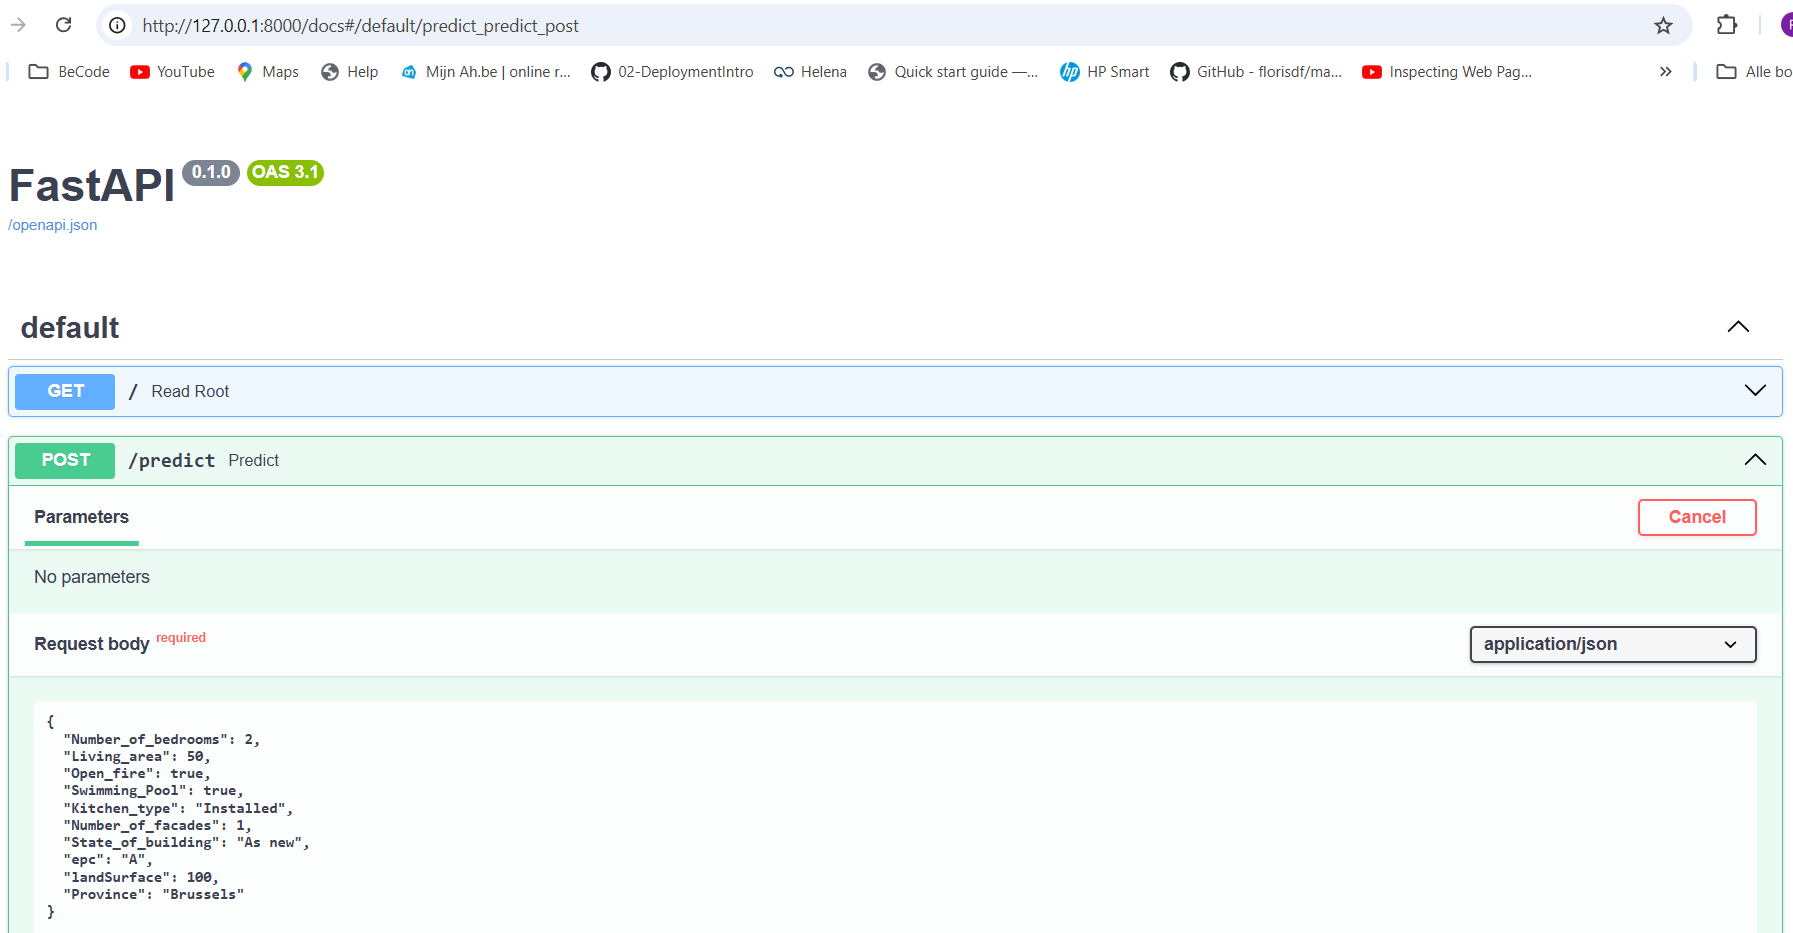 http://127.0.0.1:8000/docs#/default/predict_predict_post
BeCode YouTube Maps Help Mijn Ah.be | online r... 02-DeploymentIntro Helena Quick start guide —... HP Smart GitHub - florisdf/ma... Inspecting Web Pag... » Alle bo
FastAPI 0.1.0 OAS 3.1
/openapi.json
default
GET / Read Root
POST /predict Predict
Parameters Cancel
No parameters
Request body required application/json
{
  "Number_of_bedrooms": 2,
  "Living_area": 50,
  "Open_fire": true,
  "Swimming_Pool": true,
  "Kitchen_type": "Installed",
  "Number_of_facades": 1,
  "State_of_building": "As new",
  "epc": "A",
  "landSurface": 100,
  "Province": "Brussels"
}